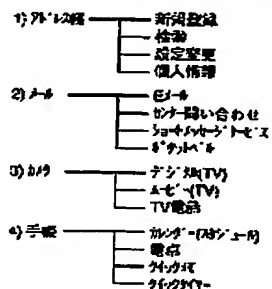 1) アドレス帳
新規登録
検索
設定変更
個人情報
2) メール
Eメール
センター問い合わせ
ショートメッセージサービス
ポケットベル
3) カメラ
デジタル(TV)
ムービー(TV)
TV電話
4) 手帳
カレンダー(スケジュール)
電卓
クイックメモ
クイックタイマー